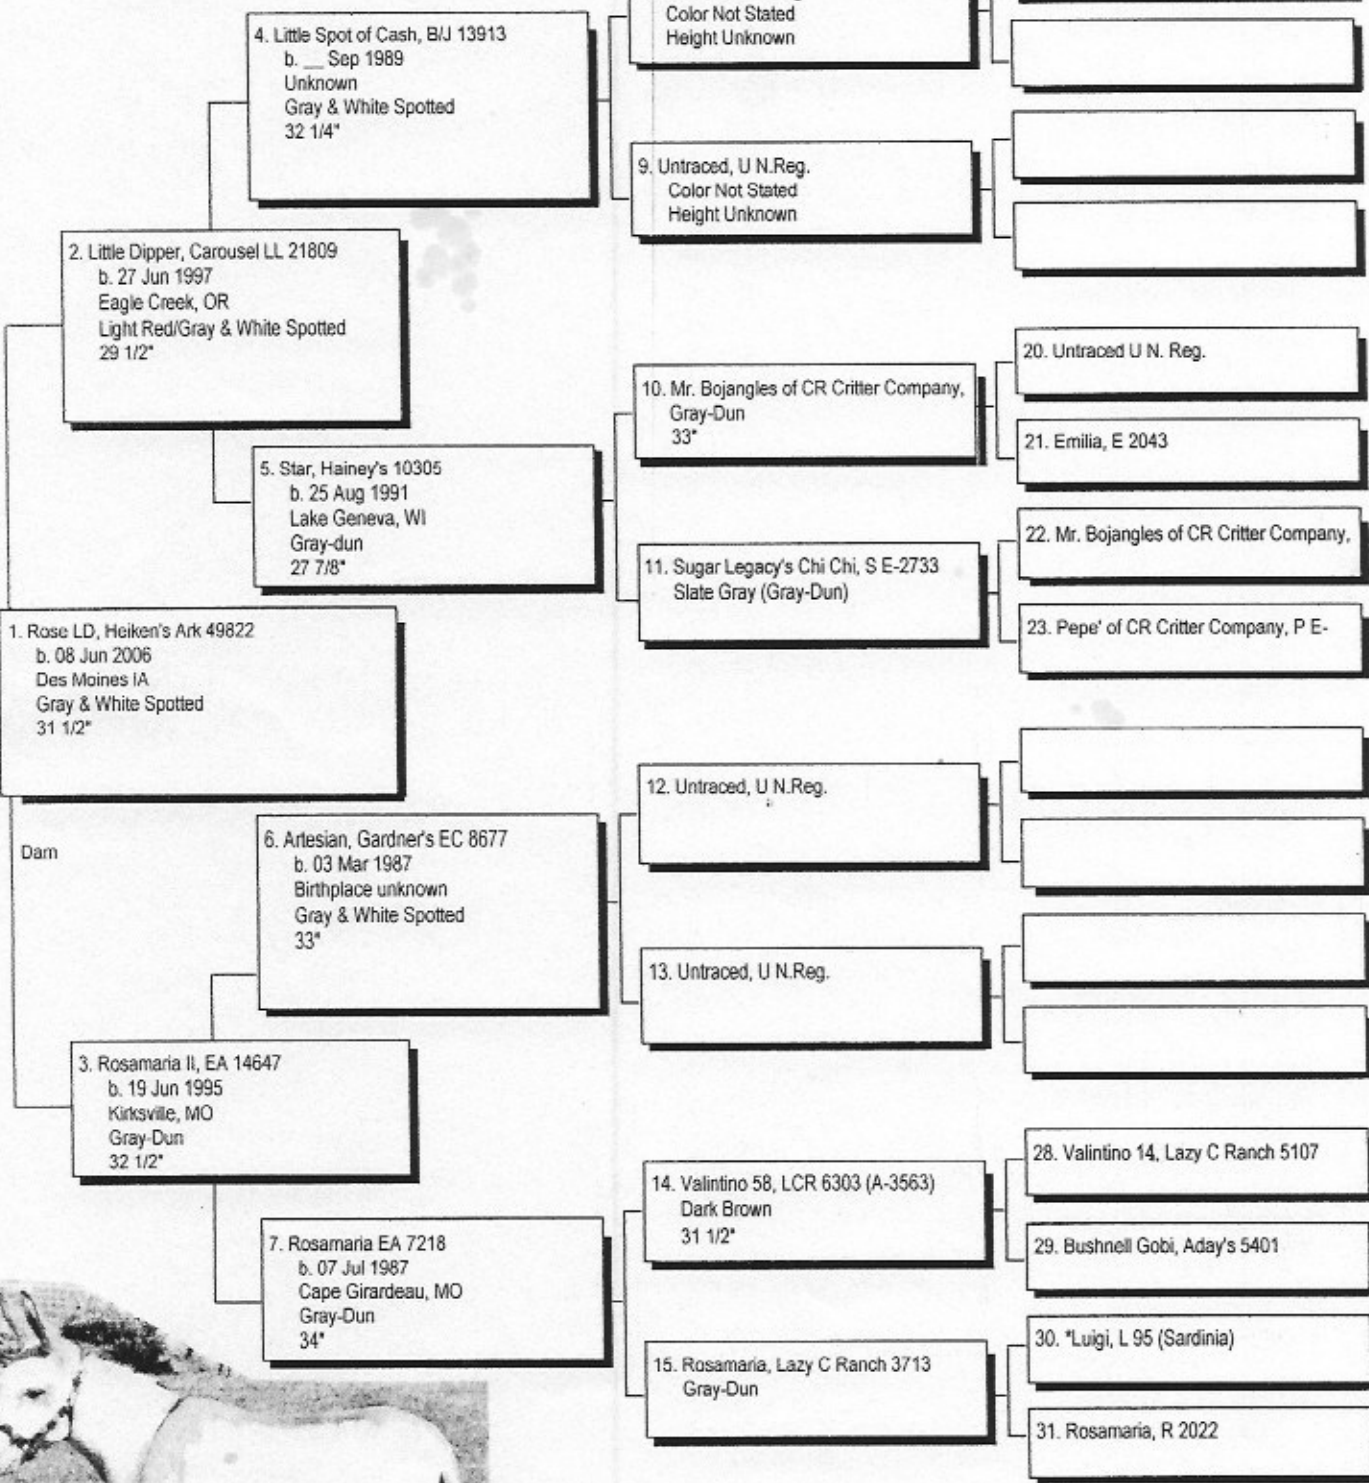 Color Not Stated
Height Unknown
4. Little Spot of Cash, B/J 13913
b. __ Sep 1989
Unknown
Gray & White Spotted
32 1/4"
9. Untraced, U N.Reg.
Color Not Stated
Height Unknown
2. Little Dipper, Carousel LL 21809
b. 27 Jun 1997
Eagle Creek, OR
Light Red/Gray & White Spotted
29 1/2"
20. Untraced U N. Reg.
10. Mr. Bojangles of CR Critter Company,
Gray-Dun
33"
21. Emilia, E 2043
5. Star, Hainey's 10305
b. 25 Aug 1991
Lake Geneva, WI
Gray-dun
27 7/8"
22. Mr. Bojangles of CR Critter Company,
11. Sugar Legacy's Chi Chi, S E-2733
Slate Gray (Gray-Dun)
23. Pepe' of CR Critter Company, P E-
1. Rose LD, Heiken's Ark 49822
b. 08 Jun 2006
Des Moines IA
Gray & White Spotted
31 1/2"
12. Untraced, U N.Reg.
Dam
6. Artesian, Gardner's EC 8677
b. 03 Mar 1987
Birthplace unknown
Gray & White Spotted
33"
13. Untraced, U N.Reg.
3. Rosamaria II, EA 14647
b. 19 Jun 1995
Kirksville, MO
Gray-Dun
32 1/2"
28. Valintino 14, Lazy C Ranch 5107
14. Valintino 58, LCR 6303 (A-3563)
Dark Brown
31 1/2"
29. Bushnell Gobi, Aday's 5401
7. Rosamaria EA 7218
b. 07 Jul 1987
Cape Girardeau, MO
Gray-Dun
34"
30. *Luigi, L 95 (Sardinia)
15. Rosamaria, Lazy C Ranch 3713
Gray-Dun
31. Rosamaria, R 2022